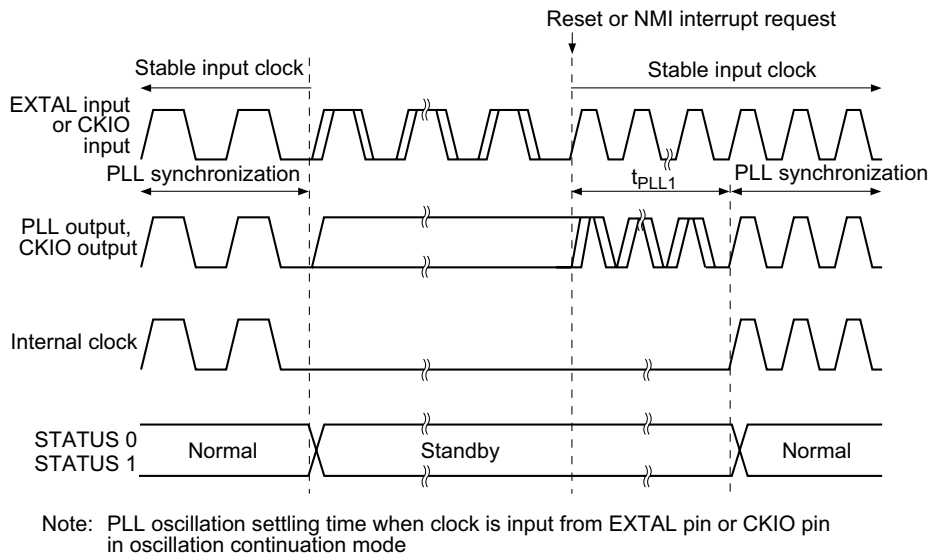 Reset or NMI interrupt request
Stable input clock
Stable input clock
EXTAL input
or CKIO
input
PLL synchronization
tPLL1
PLL synchronization
PLL output,
CKIO output
Internal clock
STATUS 0
STATUS 1
Normal
Standby
Normal
Note: PLL oscillation settling time when clock is input from EXTAL pin or CKIO pin
in oscillation continuation mode